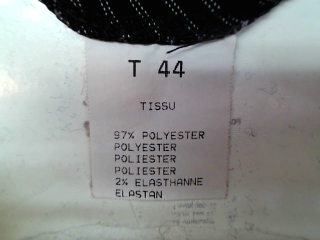 T 44
TISSU
97% POLYESTER
POLYESTER
POLIESTER
POLIESTER
2% ELASTHANNE
ELASTAN